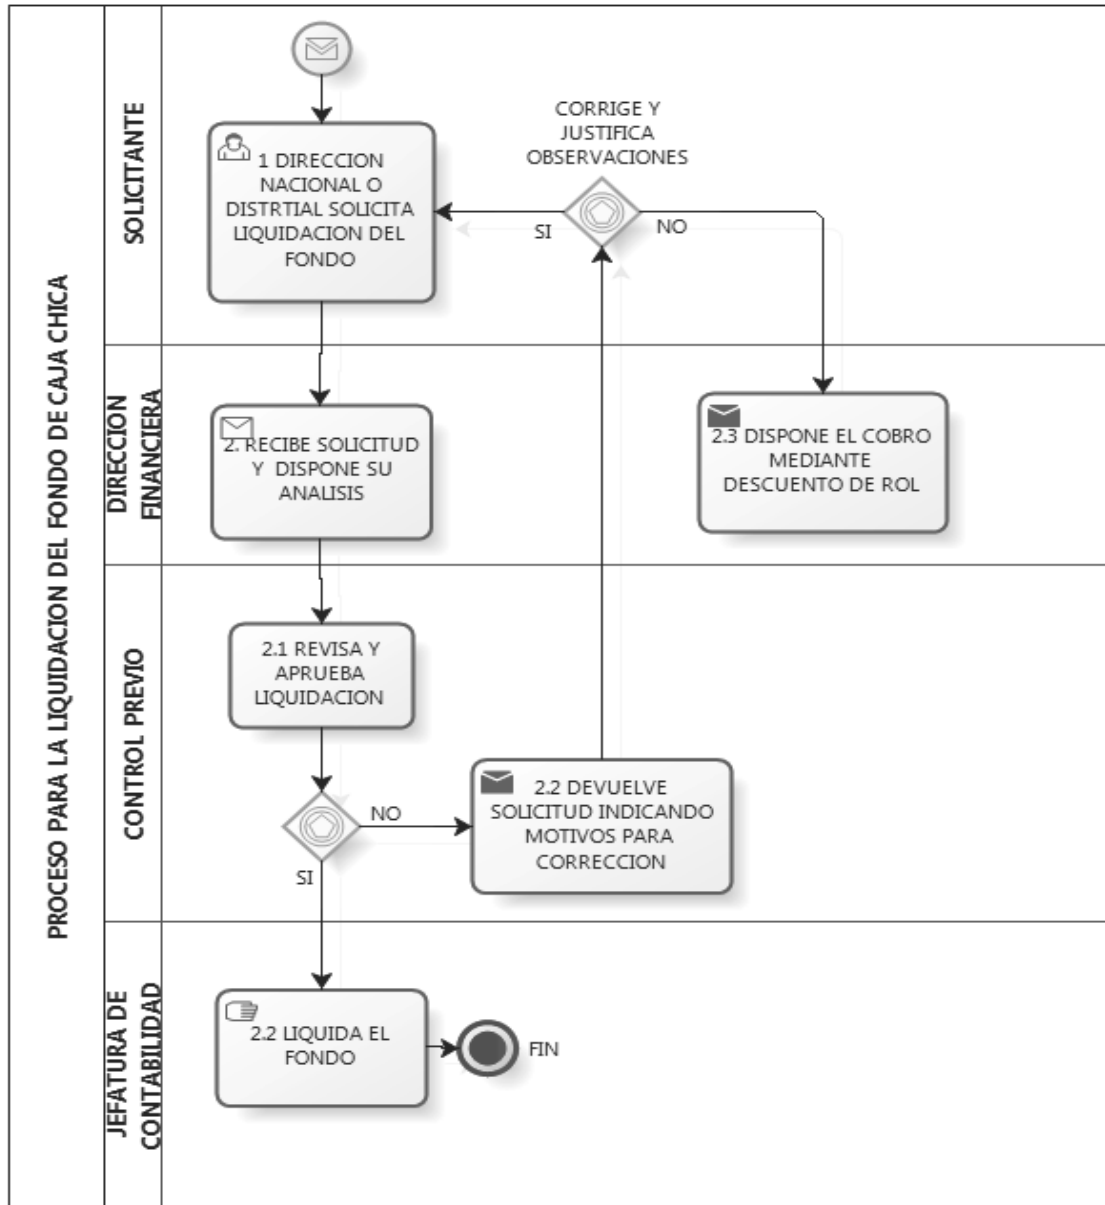 PROCESO PARA LA LIQUIDACION DEL FONDO DE CAJA CHICA
SOLICITANTE
1 DIRECCION
NACIONAL O
DISTRTIAL SOLICITA
LIQUIDACION DEL
FONDO
CORRIGE Y
JUSTIFICA
OBSERVACIONES
SI
NO
DIRECCION
FINANCIERA
2. RECIBE SOLICITUD
Y DISPONE SU
ANALISIS
2.3 DISPONE EL COBRO
MEDIANTE
DESCUENTO DE ROL
CONTROL PREVIO
2.1 REVISA Y
APRUEBA
LIQUIDACION
NO
SI
2.2 DEVUELVE
SOLICITUD INDICANDO
MOTIVOS PARA
CORRECCION
JEFATURA DE
CONTABILIDAD
2.2 LIQUIDA EL
FONDO
FIN